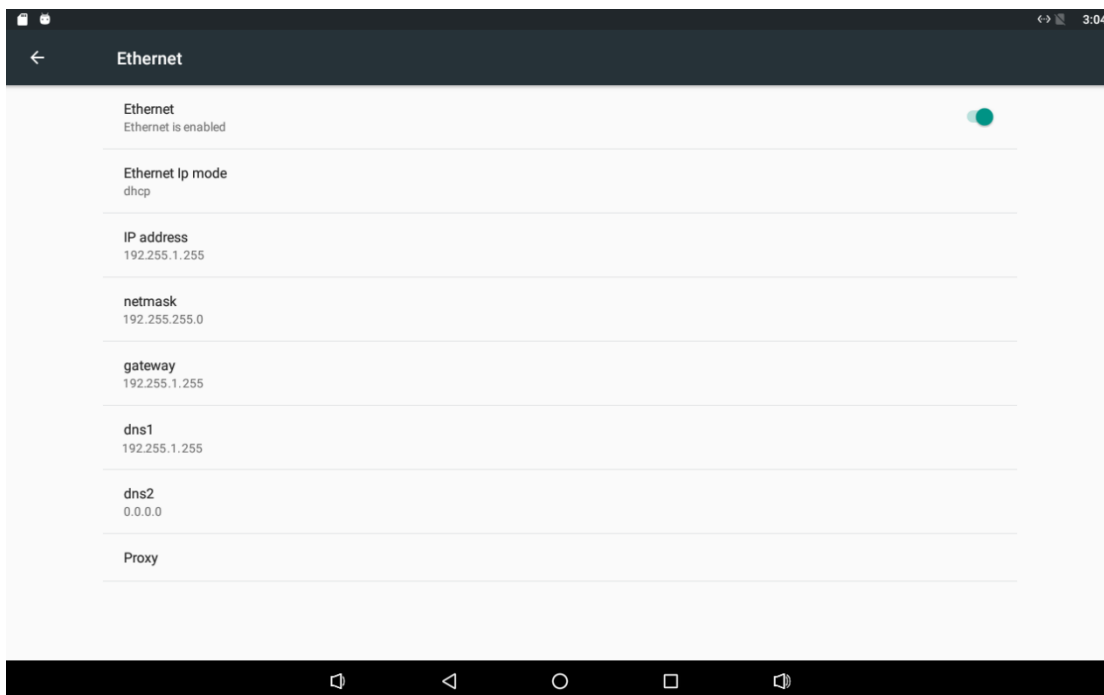 3:04
Ethernet
Ethernet
Ethernet is enabled
Ethernet Ip mode
dhcp
IP address
192.255.1.255
netmask
192.255.255.0
gateway
192.255.1.255
dns1
192.255.1.255
dns2
0.0.0.0
Proxy